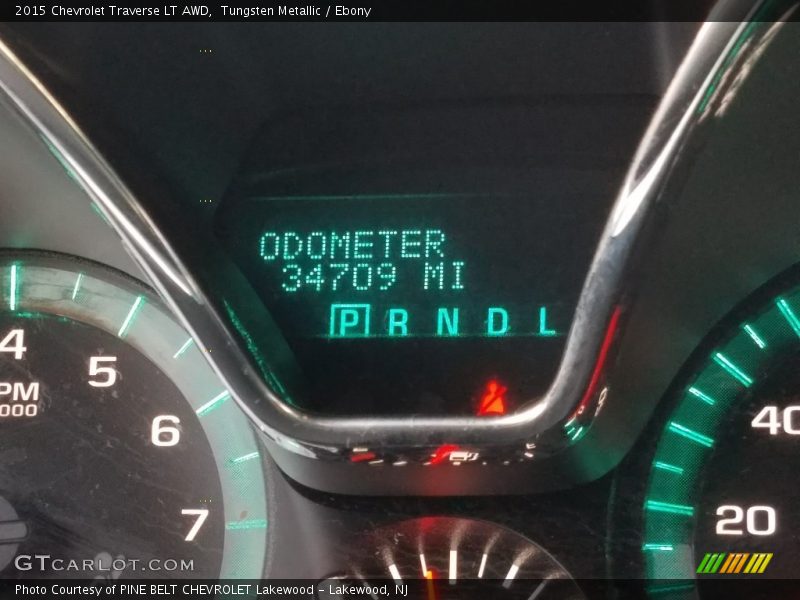 2015 Chevrolet Traverse LT AWD,  Tungsten Metallic / Ebony
ODOMETER
34709 MI
P R N D L
4
5
6
7
PM
000
40
20
GTCARLOT.COM
Photo Courtesy of PINE BELT CHEVROLET Lakewood - Lakewood, NJ